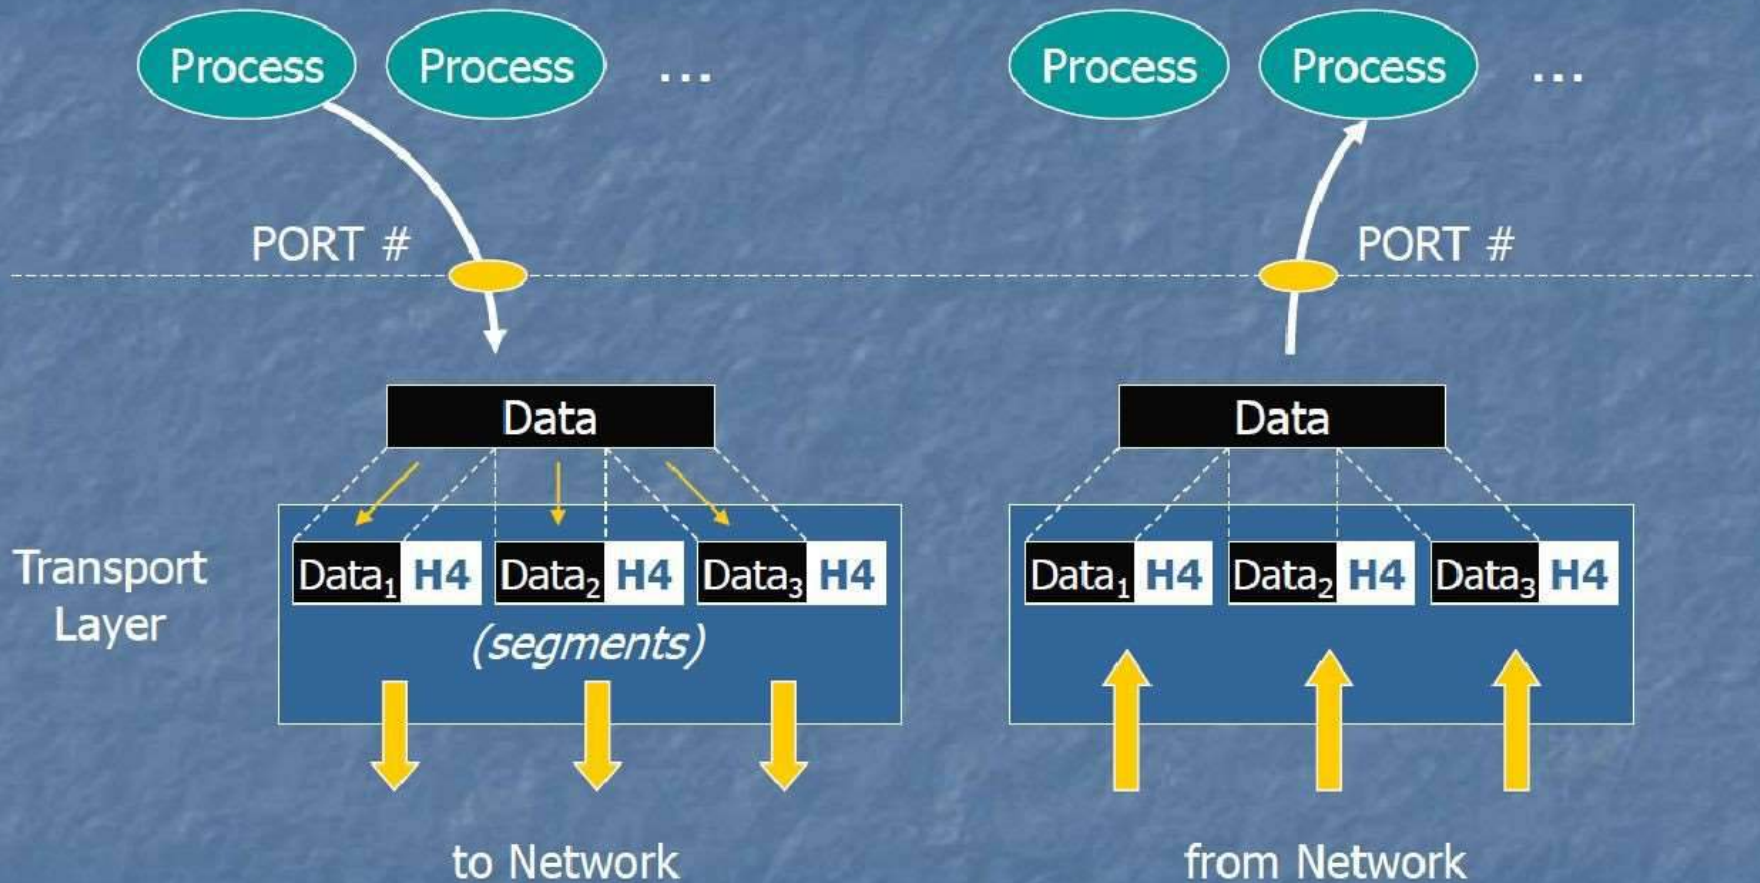 Process Process ... Process Process ...
PORT # PORT #
Data Data
Data₁ H4 Data₂ H4 Data₃ H4 Data₁ H4 Data₂ H4 Data₃ H4
Transport
Layer
(segments)
to Network from Network